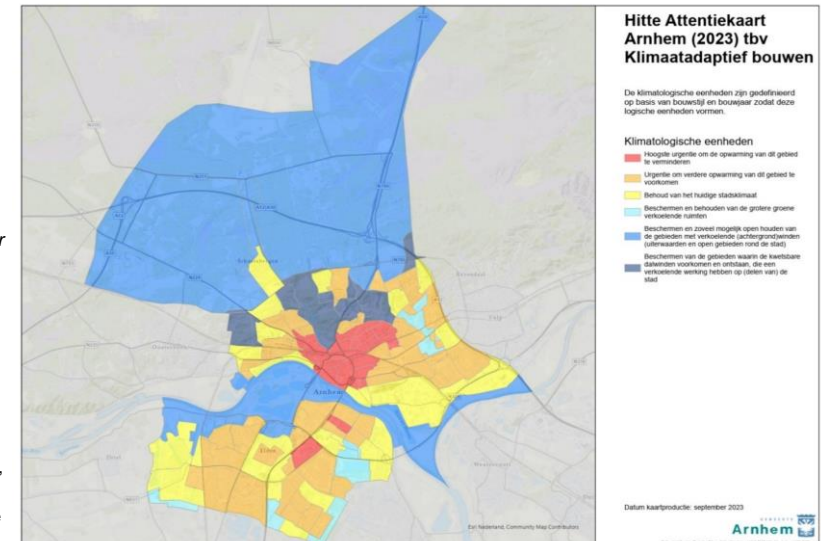 Hitte Attentiekaart
Arnhem (2023) tbv
Klimaatadaptief bouwen
De klimatologische eenheden zijn gedefinieerd
op basis van bouwstijl en bouwjaar zodat deze
logische eenheden vormen.
Klimatologische eenheden
Hoogste urgentie om de opwarming van dit gebied
te verminderen
Urgentie om verdere opwarming van dit gebied te
voorkomen
Behoud van het huidige stadsklimaat
Beschermen en behouden van de grotere groene
verkoelende ruimten
Beschermen en zoveel mogelijk open houden van
de gebieden met verkoelende (achtergrond)winden
(uiterwaarden en open gebieden rond de stad)
Beschermen van de gebieden waarin de kwetsbare
dalwinden voorkomen en ontstaan, die een
verkoelende werking hebben op (delen van) de
stad
Arnhem
Elden
Velp
Esri Nederland, Community Map Contributors
Datum kaartproductie: september 2023
GEMEENTE
Arnhem